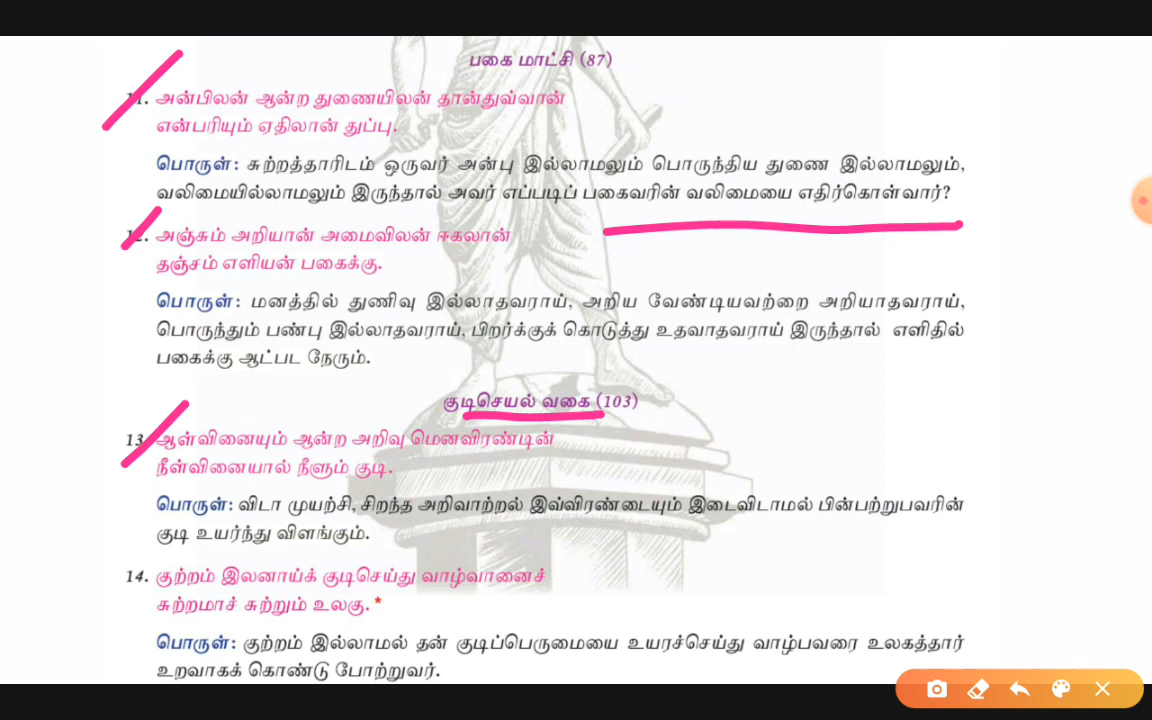 பகை மாட்சி (87)
11. அன்பிலன் ஆன்ற துணையிலன் தான்துவ்வான்
என்பரியும் ஏதிலான் துப்பு.
பொருள்: சுற்றத்தாரிடம் ஒருவர் அன்பு இல்லாமலும் பொருந்திய துணை இல்லாமலும்,
வலிமையில்லாமலும் இருந்தால் அவர் எப்படிப் பகைவரின் வலிமையை எதிர்கொள்வார்?
12. அஞ்சும் அறியான் அமைவிலன் ஈகலான்
தஞ்சம் எளியன் பகைக்கு.
பொருள்: மனத்தில் துணிவு இல்லாதவராய், அறிய வேண்டியவற்றை அறியாதவராய்,
பொருந்தும் பண்பு இல்லாதவராய், பிறர்க்குக் கொடுத்து உதவாதவராய் இருந்தால் எளிதில்
பகைக்கு ஆட்பட நேரும்.
குடிசெயல் வகை (103)
13. ஆள்வினையும் ஆன்ற அறிவு மெனவிரண்டின்
நீள்வினையால் நீளும் குடி.
பொருள்: விடா முயற்சி, சிறந்த அறிவாற்றல் இவ்விரண்டையும் இடைவிடாமல் பின்பற்றுபவரின்
குடி உயர்ந்து விளங்கும்.
14. குற்றம் இலனாய்க் குடிசெய்து வாழ்வானைச்
சுற்றமாச் சுற்றும் உலகு. *
பொருள்: குற்றம் இல்லாமல் தன் குடிப்பெருமையை உயரச்செய்து வாழ்பவரை உலகத்தார்
உறவாகக் கொண்டு போற்றுவர்.